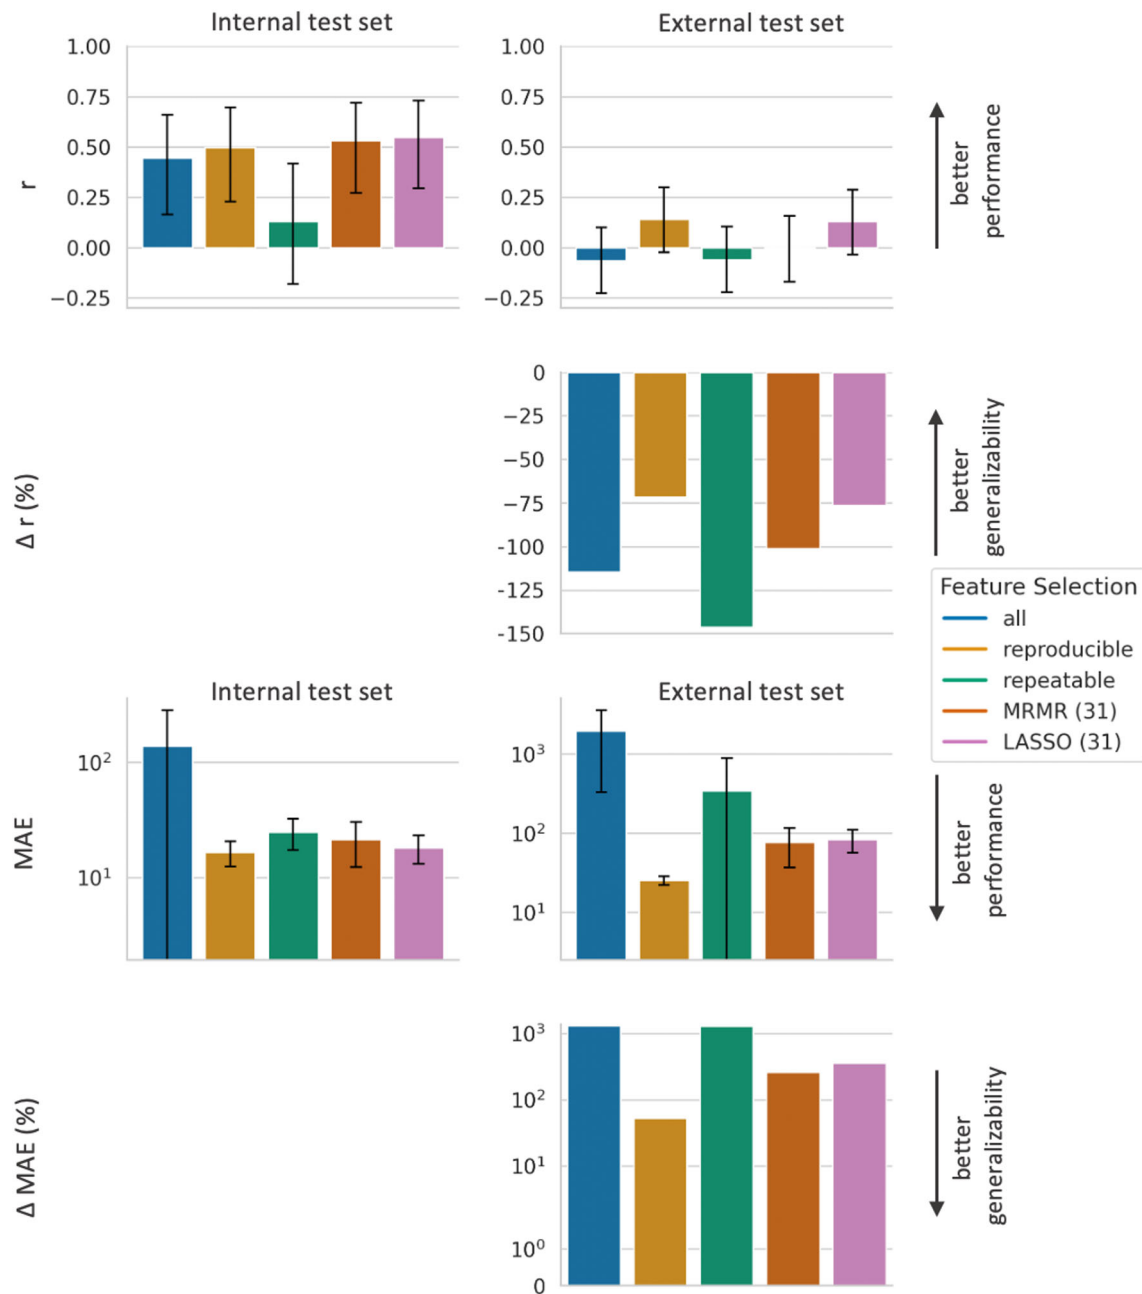 Internal test set
External test set
r
1.00
0.75
0.50
0.25
0.00
−0.25
1.00
0.75
0.50
0.25
0.00
−0.25
better
performance
Δ r (%)
0
−25
−50
−75
-100
-125
-150
better
generalizability
Feature Selection
all
reproducible
repeatable
MRMR (31)
LASSO (31)
Internal test set
External test set
MAE
10²
10¹
10³
10²
10¹
better
performance
Δ MAE (%)
10³
10²
10¹
10⁰
0
better
generalizability